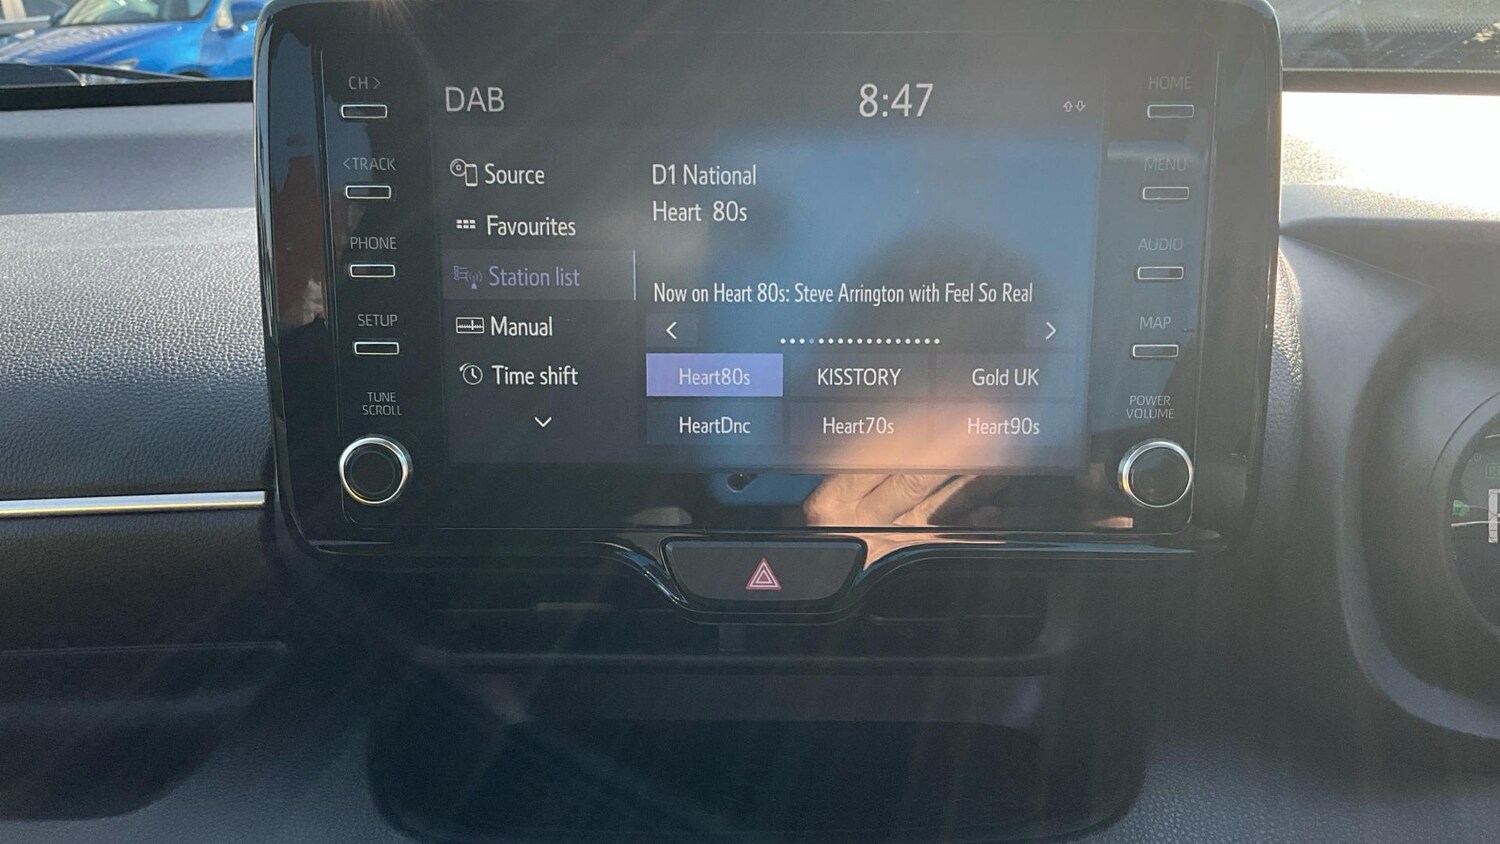 CH >
<TRACK
PHONE
SETUP
TUNE
SCROLL
DAB
8:47
Source
Favourites
Station list
Manual
Time shift
D1 National
Heart 80s
Now on Heart 80s: Steve Arrington with Feel So Real
Heart80s KISSTORY Gold UK
HeartDnc Heart70s Heart90s
HOME
MENU
AUDIO
MAP
POWER
VOLUME